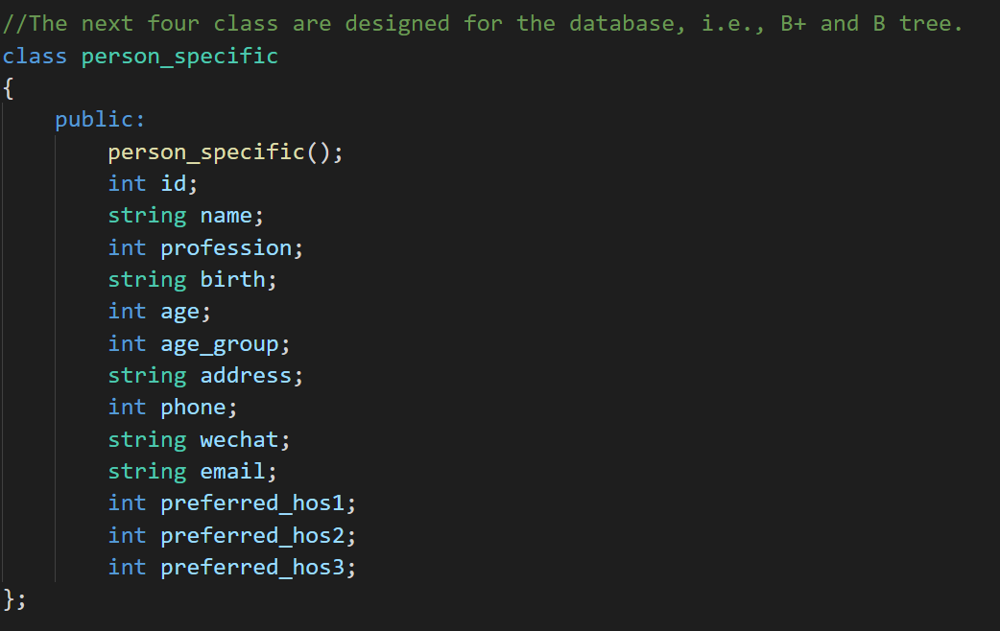 //The next four class are designed for the database, i.e., B+ and B tree.
class person_specific
{
    public:
        person_specific();
        int id;
        string name;
        int profession;
        string birth;
        int age;
        int age_group;
        string address;
        int phone;
        string wechat;
        string email;
        int preferred_hos1;
        int preferred_hos2;
        int preferred_hos3;
};